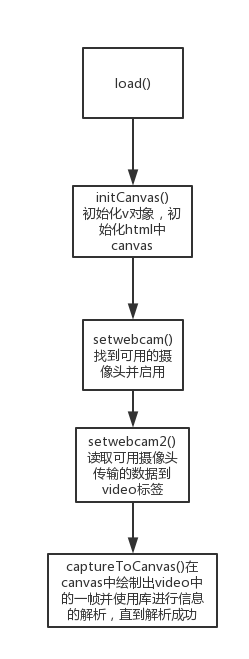 load()
initCanvas()
初始化v对象，初
始化html中
canvas
setwebcam()
找到可用的摄
像头并启用
setwebcam2()
读取可用摄像头
传输的数据到
video标签
captureToCanvas()在
canvas中绘制出video中
的一帧并使用库进行信息
的解析，直到解析成功